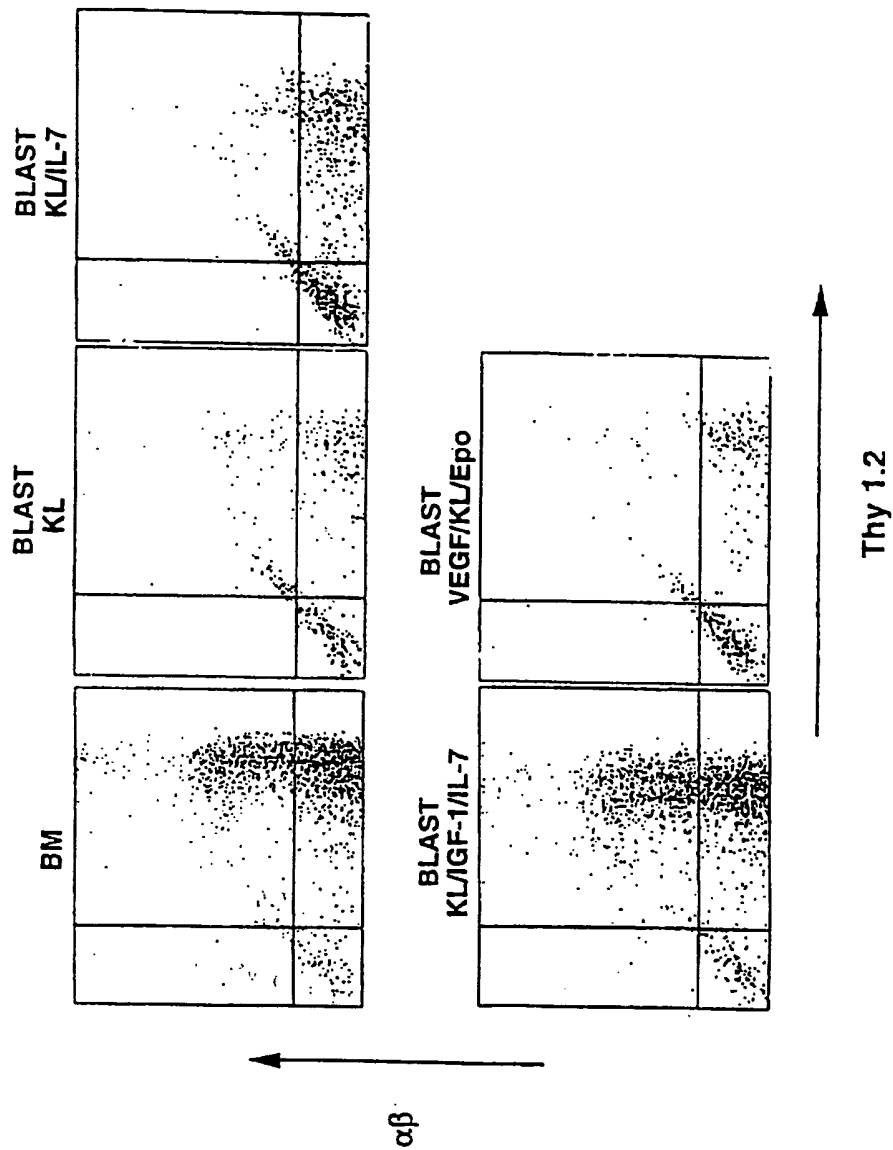 BM
BLAST
KL
BLAST
KL/IL-7
BLAST
KL/IGF-1/IL-7
BLAST
VEGF/KL/Epo
αβ
Thy 1.2